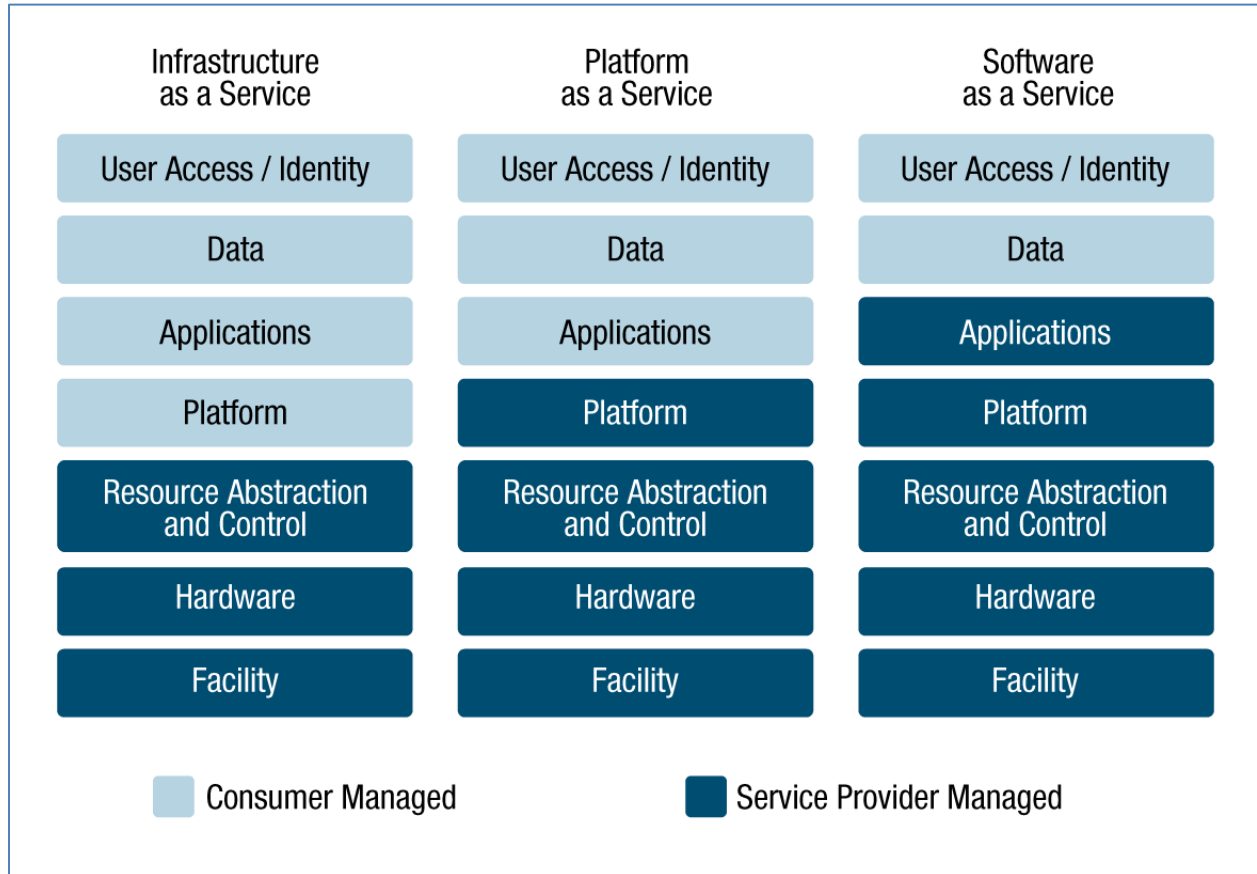 Infrastructure
as a Service
User Access / Identity
Data
Applications
Platform
Resource Abstraction
and Control
Hardware
Facility
Platform
as a Service
User Access / Identity
Data
Applications
Platform
Resource Abstraction
and Control
Hardware
Facility
Software
as a Service
User Access / Identity
Data
Applications
Platform
Resource Abstraction
and Control
Hardware
Facility
Consumer Managed
Service Provider Managed